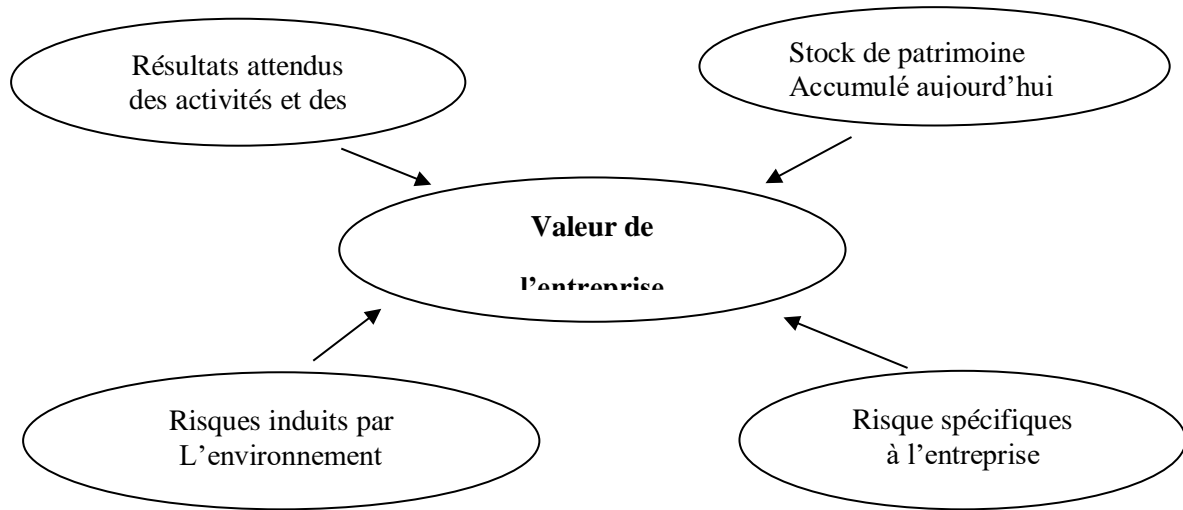 Résultats attendus
des activités et des
Stock de patrimoine
Accumulé aujourd’hui
Valeur de
l’entreprise
Risques induits par
L’environnement
Risque spécifiques
à l’entreprise